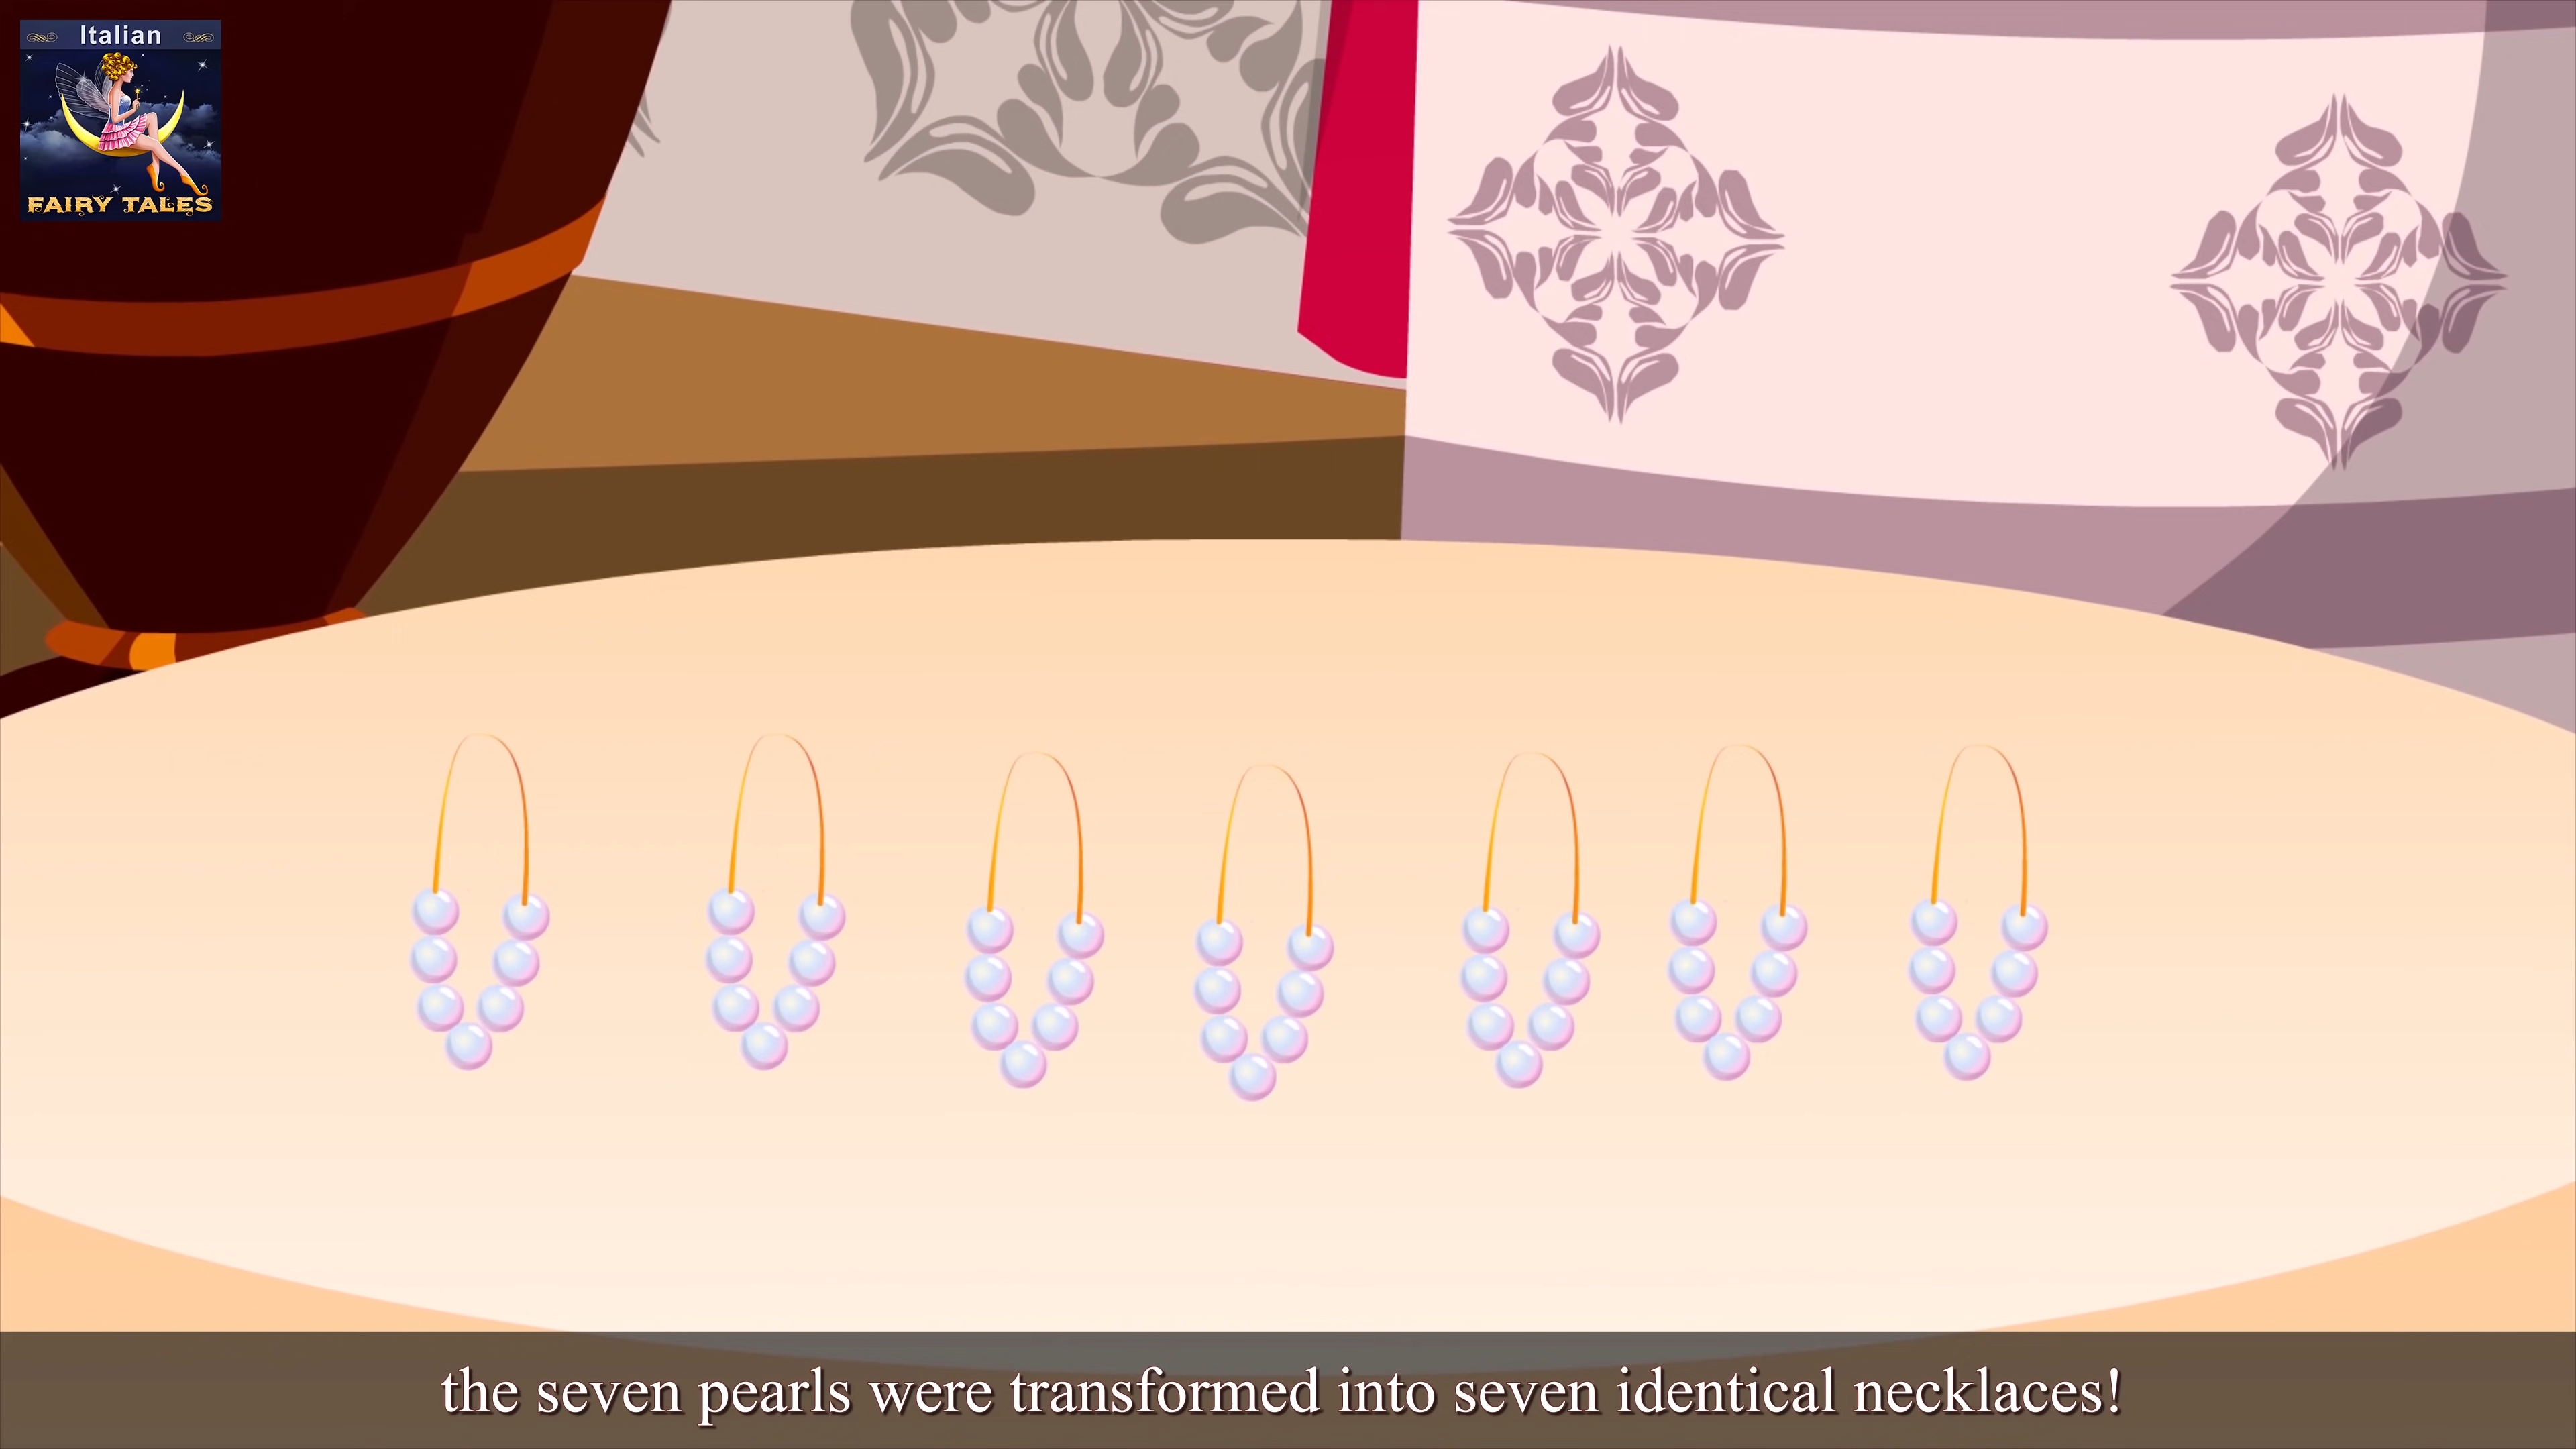 Italian
FAIRY TALES
the seven pearls were transformed into seven identical necklaces!